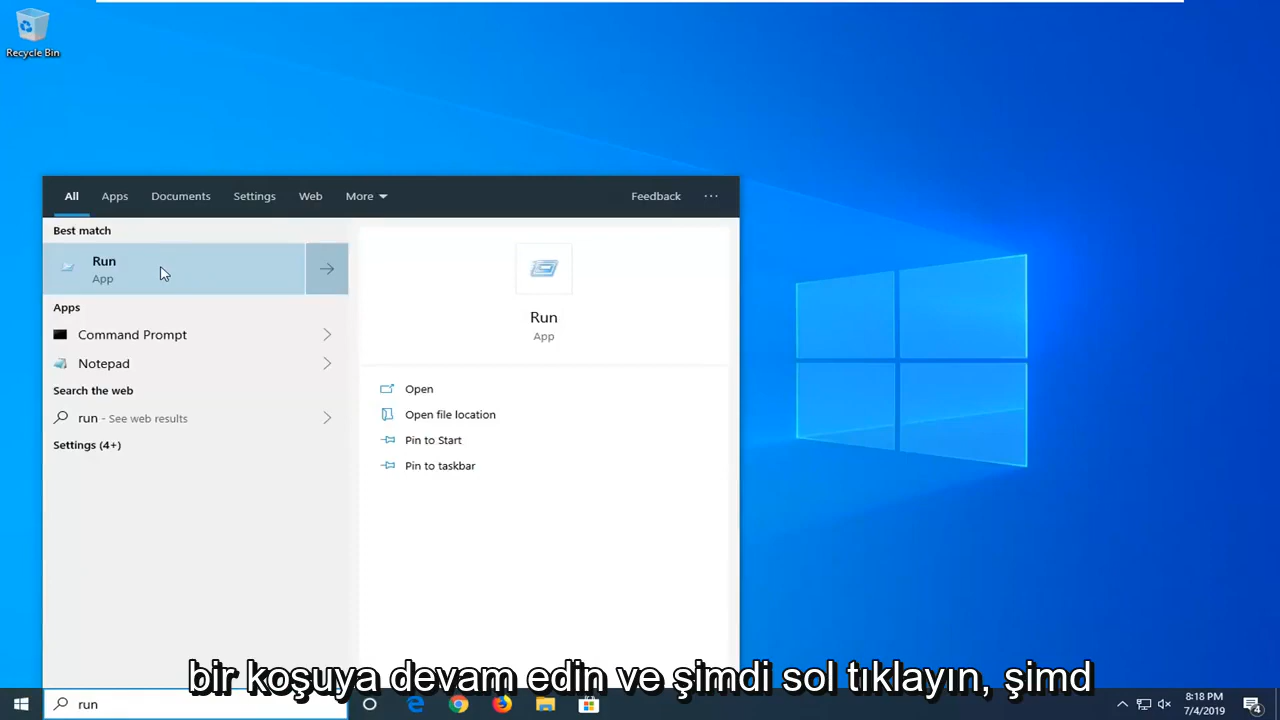 Recycle Bin
All Apps Documents Settings Web More Feedback ...
Best match
Run
App
Apps
Command Prompt
Notepad
Search the web
run - See web results
Settings (4+)
Run
App
Open
Open file location
Pin to Start
Pin to taskbar
bir koşuya devam edin ve şimdi sol tıklayın, şimd
run
8:18 PM
7/4/2019
4